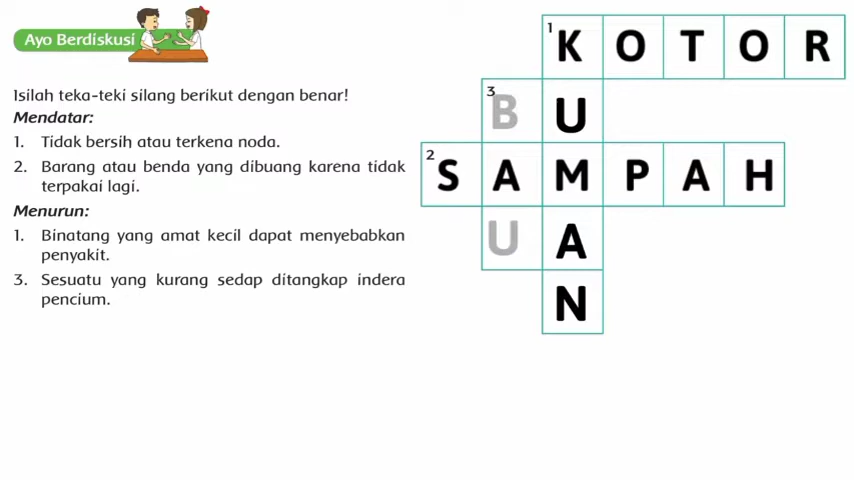 Ayo Berdiskusi
Isilah teka-teki silang berikut dengan benar!
Mendatar:
1. Tidak bersih atau terkena noda.
2. Barang atau benda yang dibuang karena tidak
terpakai lagi.
Menurun:
1. Binatang yang amat kecil dapat menyebabkan
penyakit.
3. Sesuatu yang kurang sedap ditangkap indera
pencium.
1 K O T O R
3 B U
2 S A M P A H
U A
N